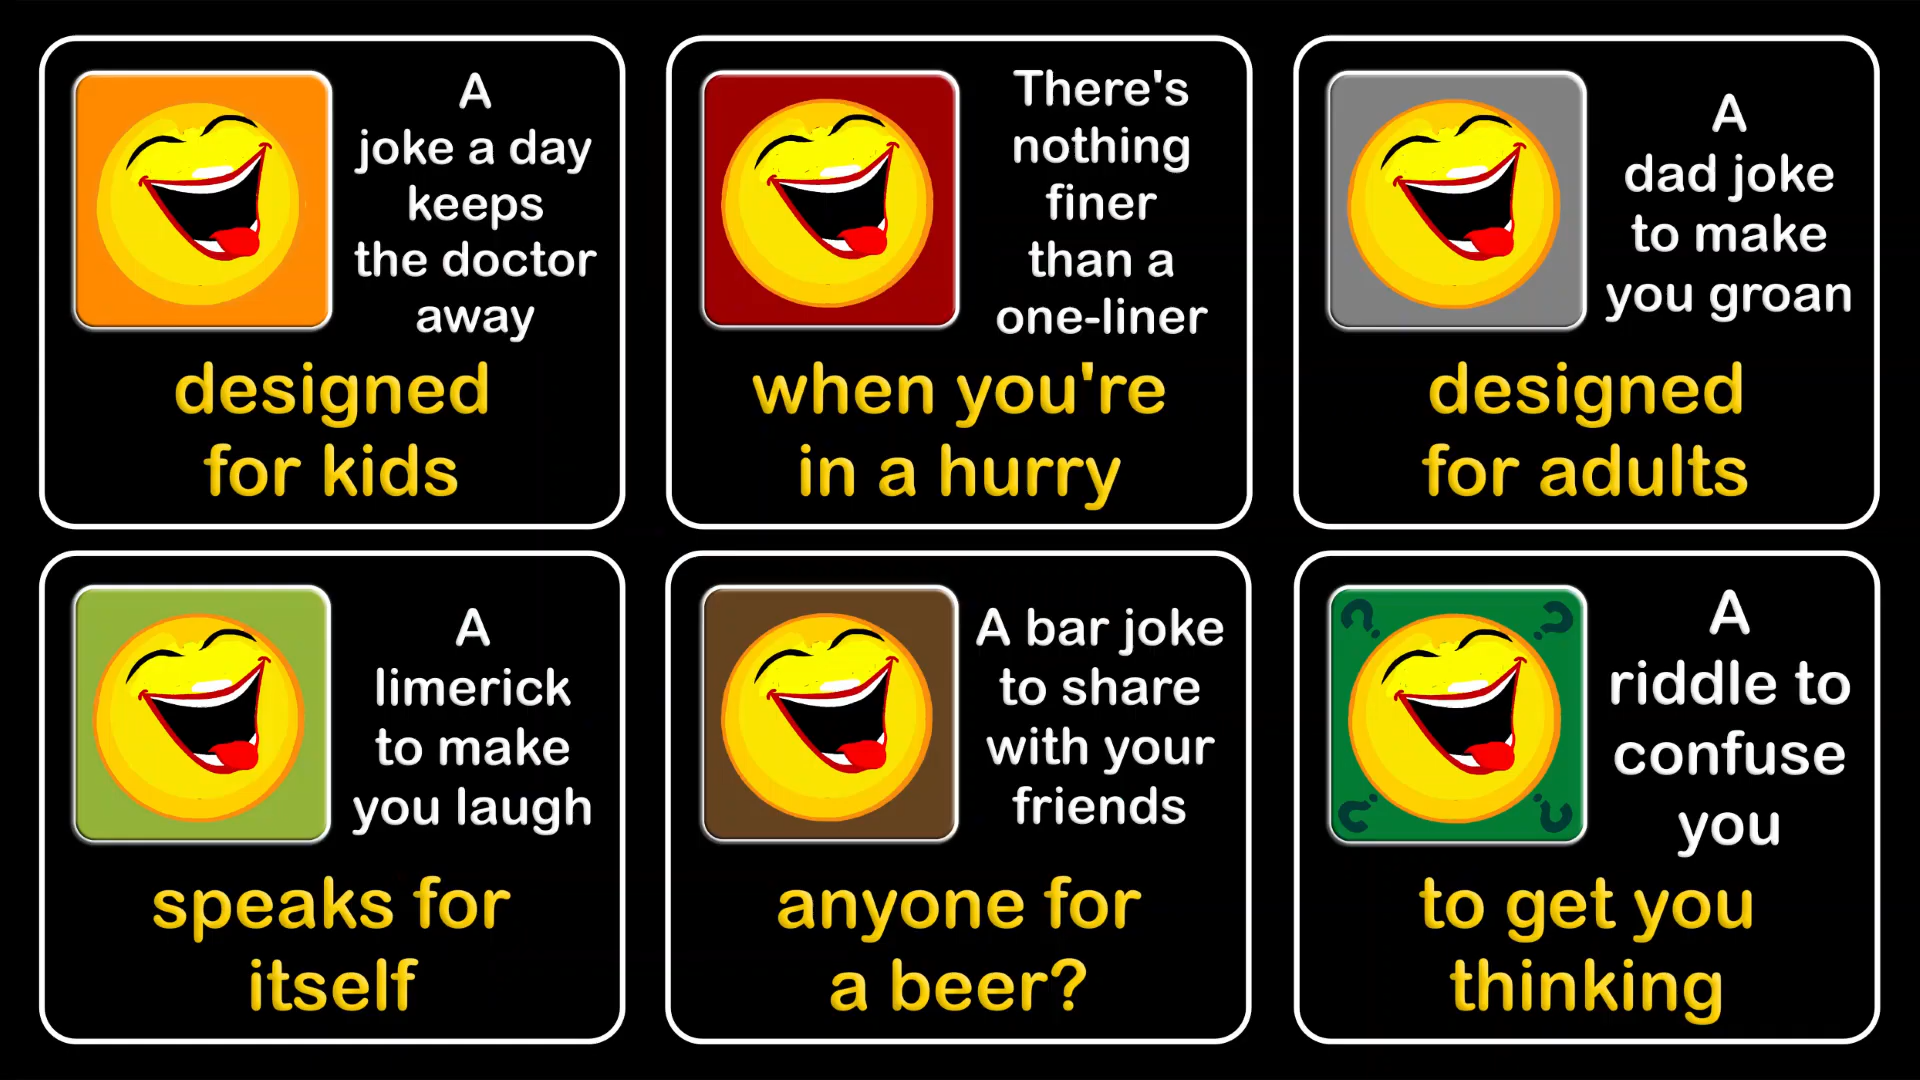 A
joke a day
keeps
the doctor
away
designed
for kids
There's
nothing
finer
than a
one-liner
when you're
in a hurry
A
dad joke
to make
you groan
designed
for adults
A
limerick
to make
you laugh
speaks for
itself
A bar joke
to share
with your
friends
anyone for
a beer?
? ?
? ?
A
riddle to
confuse
you
to get you
thinking